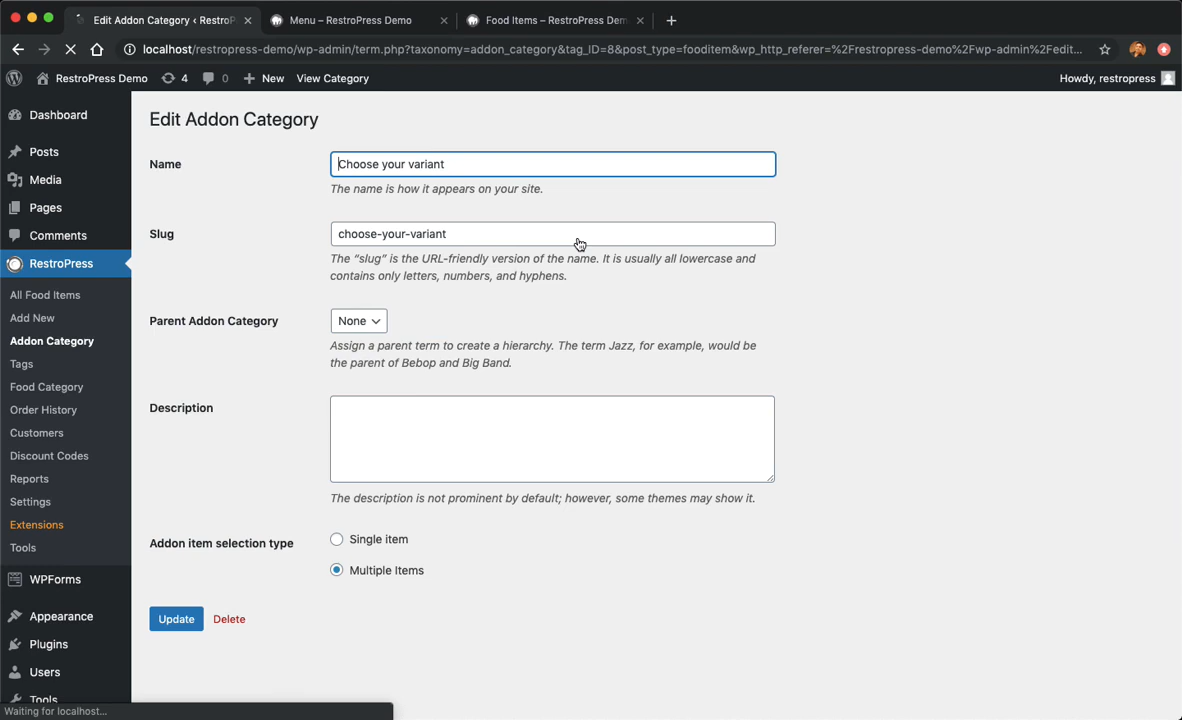 Edit Addon Category ‹ RestroP
Menu – RestroPress Demo
Food Items – RestroPress Dem
localhost/restropress-demo/wp-admin/term.php?taxonomy=addon_category&tag_ID=8&post_type=fooditem&wp_http_referer=%2Frestropress-demo%2Fwp-admin%2Fedit...
RestroPress Demo
4
0
New
View Category
Howdy, restropress
Dashboard
Posts
Media
Pages
Comments
RestroPress
All Food Items
Add New
Addon Category
Tags
Food Category
Order History
Customers
Discount Codes
Reports
Settings
Extensions
Tools
WPForms
Appearance
Plugins
Users
Tools
Edit Addon Category
Name
Choose your variant
The name is how it appears on your site.
Slug
choose-your-variant
The “slug” is the URL-friendly version of the name. It is usually all lowercase and
contains only letters, numbers, and hyphens.
Parent Addon Category
None
Assign a parent term to create a hierarchy. The term Jazz, for example, would be
the parent of Bebop and Big Band.
Description
The description is not prominent by default; however, some themes may show it.
Addon item selection type
Single item
Multiple Items
Update
Delete
Waiting for localhost...